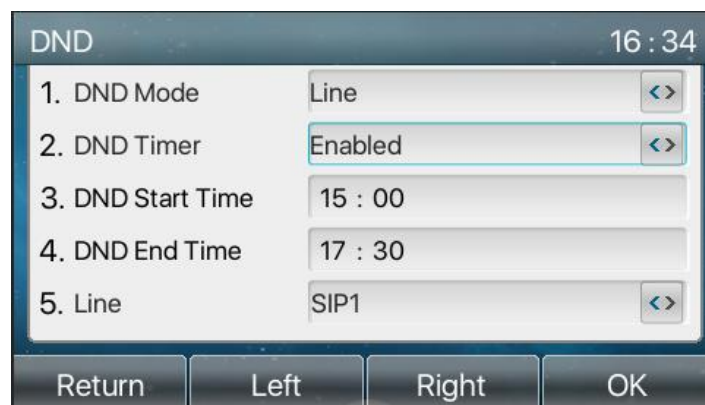 DND 16 : 34
1. DND Mode Line <>
2. DND Timer Enabled <>
3. DND Start Time 15 : 00
4. DND End Time 17 : 30
5. Line SIP1 <>
Return Left Right OK